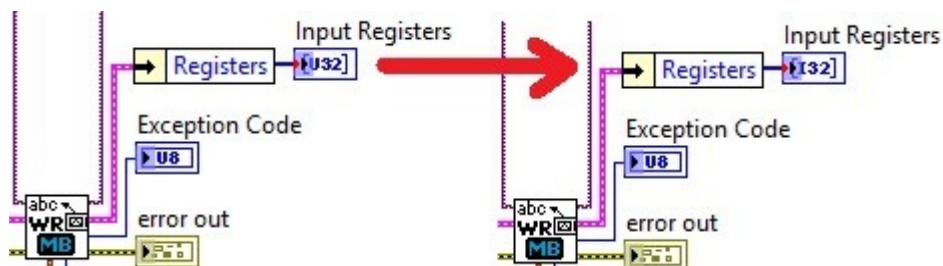 Input Registers
Registers
[U32]
Exception Code
U8
abc
WR
MB
error out
Input Registers
Registers
[I32]
Exception Code
U8
abc
WR
MB
error out